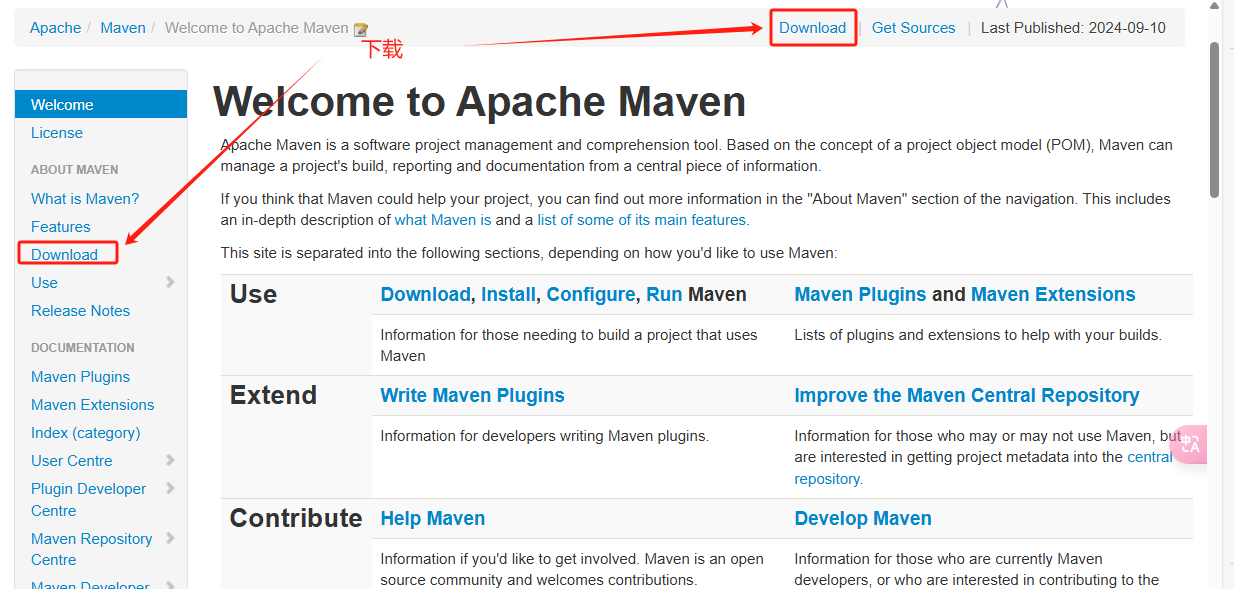 Apache / Maven / Welcome to Apache Maven
Download | Get Sources | Last Published: 2024-09-10
下载
Welcome
License
ABOUT MAVEN
What is Maven?
Features
Download
Use
Release Notes
DOCUMENTATION
Maven Plugins
Maven Extensions
Index (category)
User Centre
Plugin Developer
Centre
Maven Repository
Centre
Maven Developer
Welcome to Apache Maven
Apache Maven is a software project management and comprehension tool. Based on the concept of a project object model (POM), Maven can
manage a project's build, reporting and documentation from a central piece of information.
If you think that Maven could help your project, you can find out more information in the "About Maven" section of the navigation. This includes
an in-depth description of what Maven is and a list of some of its main features.
This site is separated into the following sections, depending on how you'd like to use Maven:
Use
Download, Install, Configure, Run Maven
Maven Plugins and Maven Extensions
Information for those needing to build a project that uses
Maven
Lists of plugins and extensions to help with your builds.
Extend
Write Maven Plugins
Improve the Maven Central Repository
Information for developers writing Maven plugins.
Information for those who may or may not use Maven, but
are interested in getting project metadata into the central
repository.
Contribute
Help Maven
Develop Maven
Information if you'd like to get involved. Maven is an open
source community and welcomes contributions.
Information for those who are currently Maven
developers, or who are interested in contributing to the